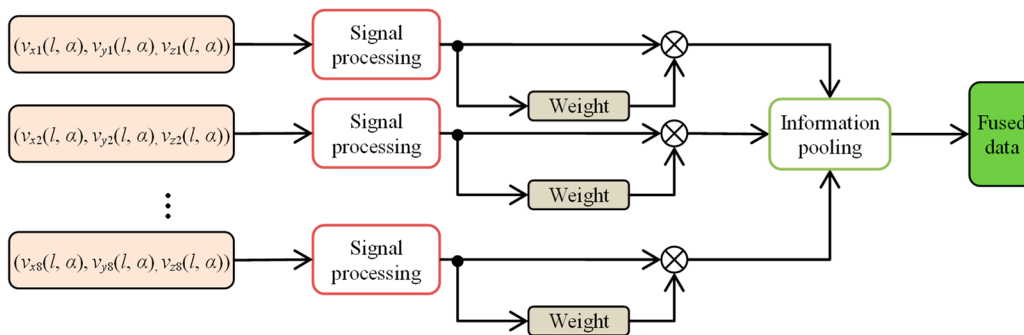 (vx1(l, α), vy1(l, α), vz1(l, α))
Signal
processing
Weight
(vx2(l, α), vy2(l, α), vz2(l, α))
Signal
processing
Weight
Information
pooling
Fused
data
(vx8(l, α), vy8(l, α), vz8(l, α))
Signal
processing
Weight